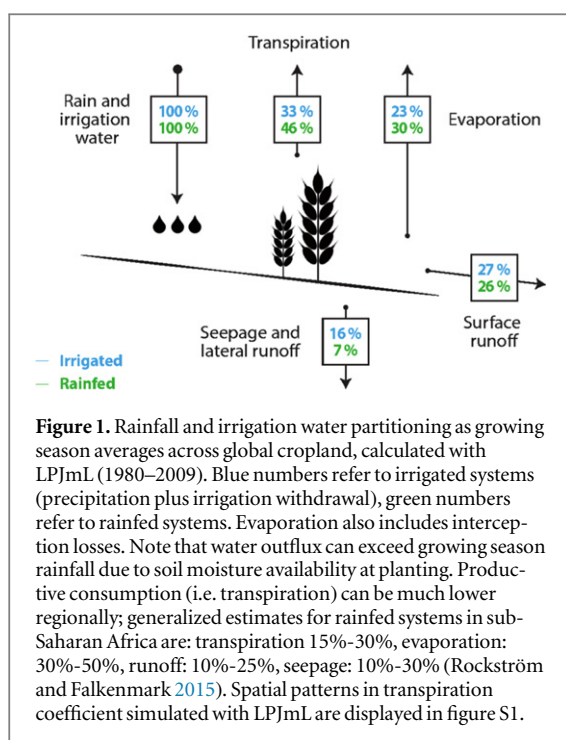 Transpiration
Rain and
irrigation
water
100 %
100 %
33 %
46 %
23 %
30 %
Evaporation
27 %
26 %
Surface
runoff
Seepage and
lateral runoff
16 %
7 %
— Irrigated
— Rainfed
Figure 1. Rainfall and irrigation water partitioning as growing
season averages across global cropland, calculated with
LPJmL (1980–2009). Blue numbers refer to irrigated systems
(precipitation plus irrigation withdrawal), green numbers
refer to rainfed systems. Evaporation also includes intercep-
tion losses. Note that water outflux can exceed growing season
rainfall due to soil moisture availability at planting. Produc-
tive consumption (i.e. transpiration) can be much lower
regionally; generalized estimates for rainfed systems in sub-
Saharan Africa are: transpiration 15%-30%, evaporation:
30%-50%, runoff: 10%-25%, seepage: 10%-30% (Rockström
and Falkenmark 2015). Spatial patterns in transpiration
coefficient simulated with LPJmL are displayed in figure S1.